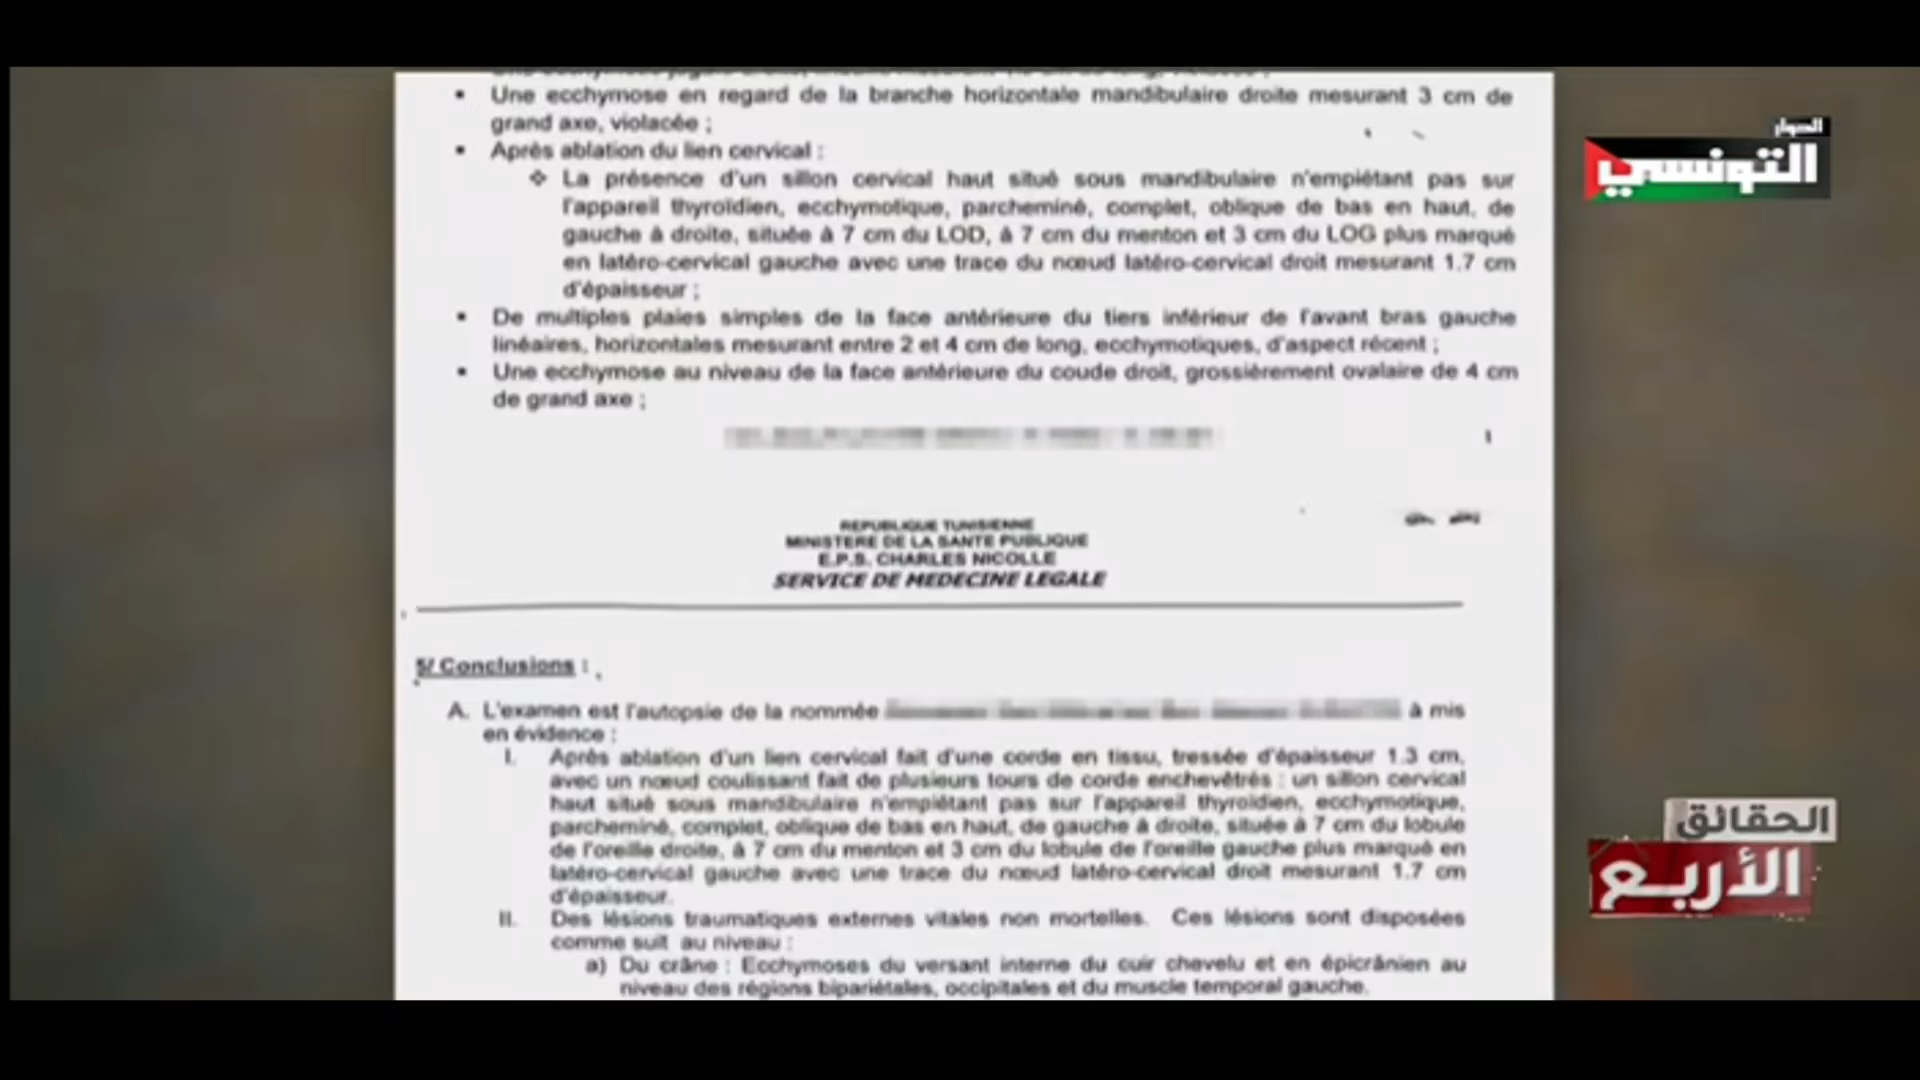 Une ecchymose en regard de la branche horizontale mandibulaire droite mesurant 3 cm de
grand axe, violacée ;
Après ablation du lien cervical :
La présence d'un sillon cervical haut situé sous mandibulaire n'empiétant pas sur
l'appareil thyroïdien, ecchymotique, parcheminé, complet, oblique de bas en haut, de
gauche à droite, située à 7 cm du LOD, à 7 cm du menton et 3 cm du LOG plus marqué
en latéro-cervical gauche avec une trace du nœud latéro-cervical droit mesurant 1.7 cm
d'épaisseur ;
De multiples plaies simples de la face antérieure du tiers inférieur de l'avant bras gauche
linéaires, horizontales mesurant entre 2 et 4 cm de long, ecchymotiques, d'aspect récent ;
Une ecchymose au niveau de la face antérieure du coude droit, grossièrement ovalaire de 4 cm
de grand axe ;
REPUBLIQUE TUNISIENNE
MINISTERE DE LA SANTE PUBLIQUE
E.P.S. CHARLES NICOLLE
SERVICE DE MEDECINE LEGALE
5/ Conclusions :
A. L'examen est l'autopsie de la nommée à mis
en évidence :
I. Après ablation d'un lien cervical fait d'une corde en tissu, tressée d'épaisseur 1.3 cm,
avec un nœud coulissant fait de plusieurs tours de corde enchevêtrés : un sillon cervical
haut situé sous mandibulaire n'empiétant pas sur l'appareil thyroïdien, ecchymotique,
parcheminé, complet, oblique de bas en haut, de gauche à droite, située à 7 cm du lobule
de l'oreille droite, à 7 cm du menton et 3 cm du lobule de l'oreille gauche plus marqué en
latéro-cervical gauche avec une trace du nœud latéro-cervical droit mesurant 1.7 cm
d'épaisseur.
II. Des lésions traumatiques externes vitales non mortelles. Ces lésions sont disposées
comme suit au niveau :
a) Du crâne : Ecchymoses du versant interne du cuir chevelu et en épicrânien au
niveau des régions bipariétales, occipitales et du muscle temporal gauche.
الحوار
التونسي
الحقائق
الأربع